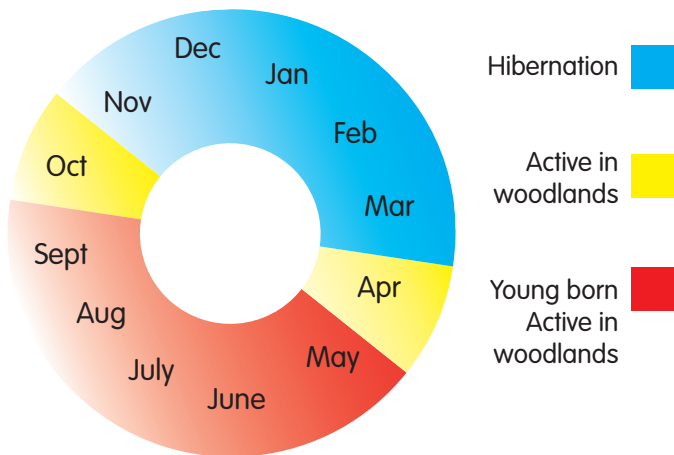 Dec
Jan
Nov
Feb
Oct
Mar
Sept
Apr
Aug
May
July
June
Hibernation
Active in
woodlands
Young born
Active in
woodlands